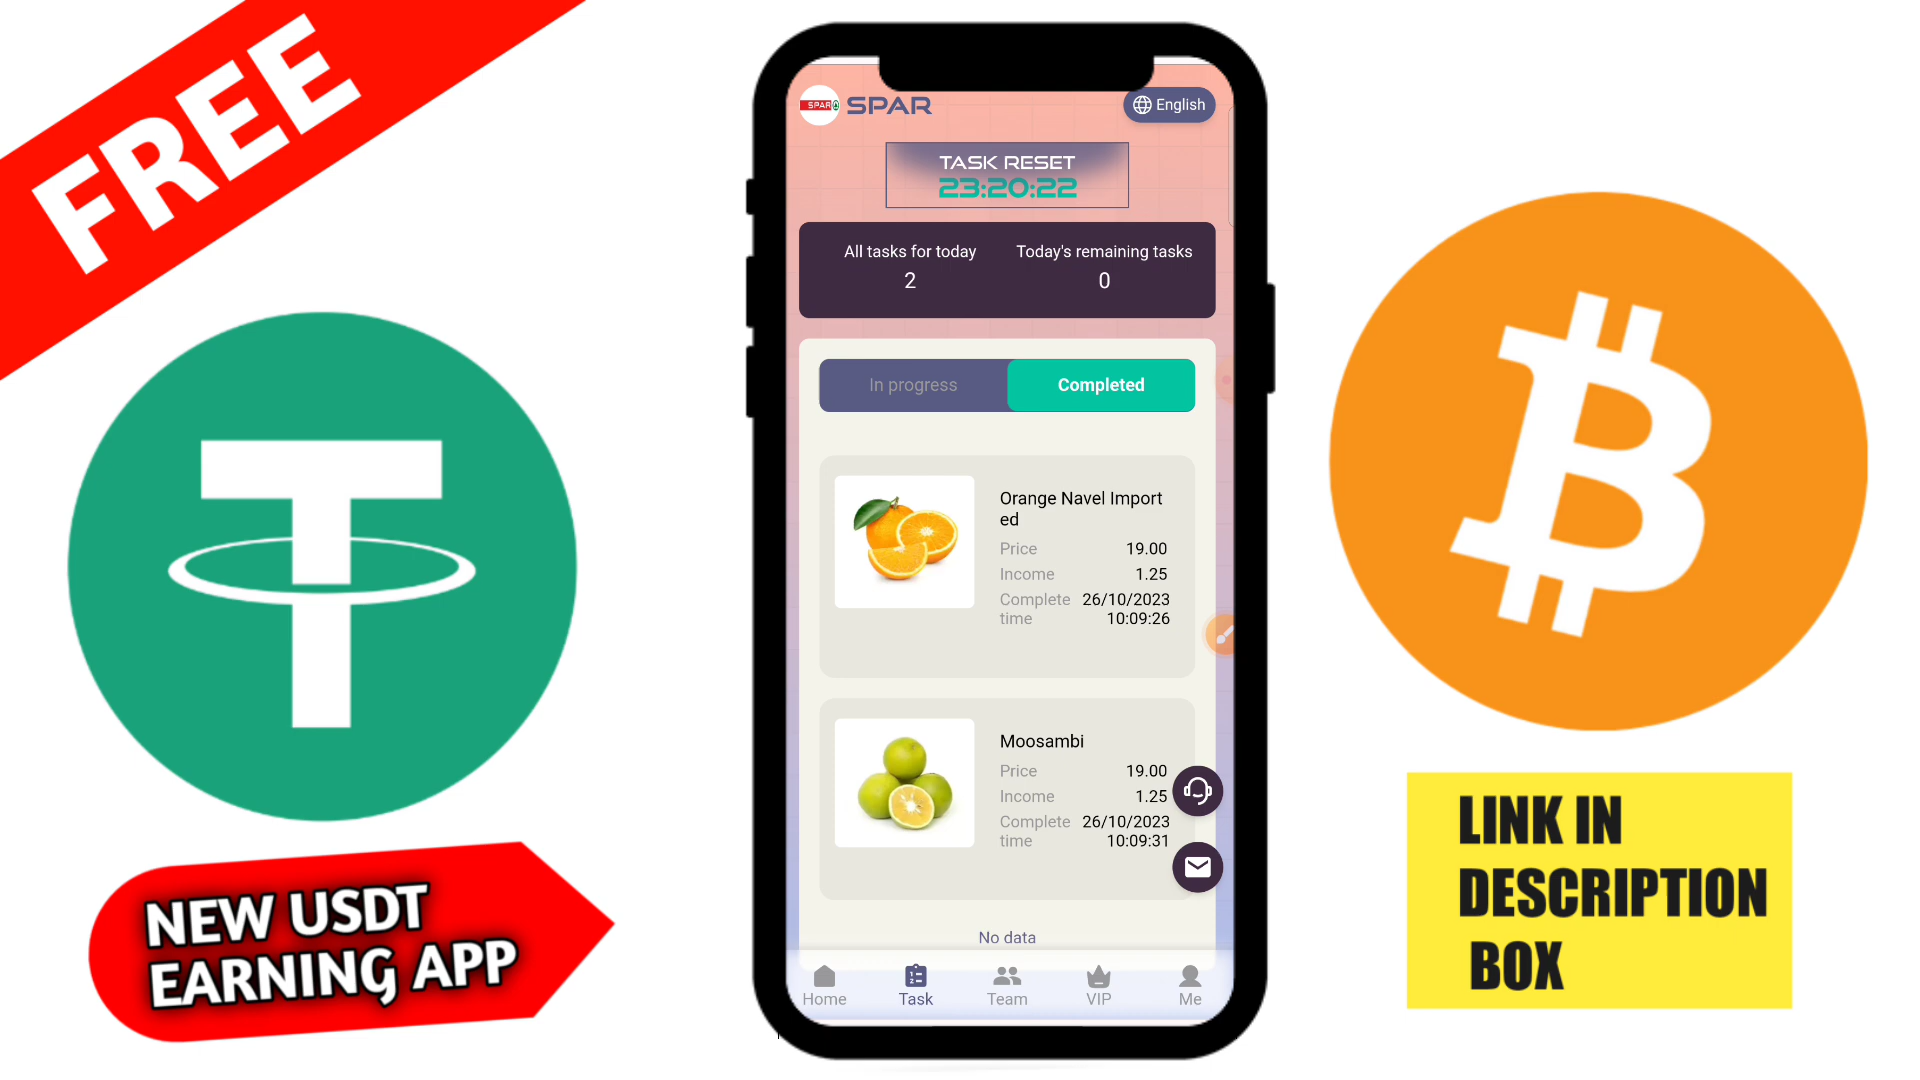 FREE
SPAR
SPAR
English
TASK RESET
23:20:22
All tasks for today
Today's remaining tasks
2
0
In progress
Completed
Orange Navel Import
ed
Price 19.00
Income 1.25
Complete 26/10/2023
time 10:09:26
Moosambi
Price 19.00
Income 1.25
Complete 26/10/2023
time 10:09:31
No data
Home
Task
Team
VIP
Me
NEW USDT
EARNING APP
LINK IN
DESCRIPTION
BOX